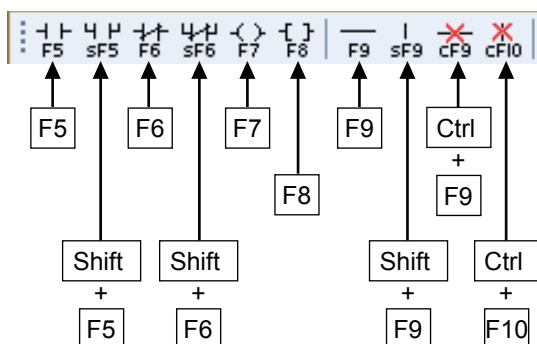 F5 sF5 F6 sF6 F7 F8 F9 sF9 cF9 cF10
F5 F6 F7 F9 Ctrl
+
F8 F9
Shift Shift Shift Ctrl
+ + + +
F5 F6 F9 F10